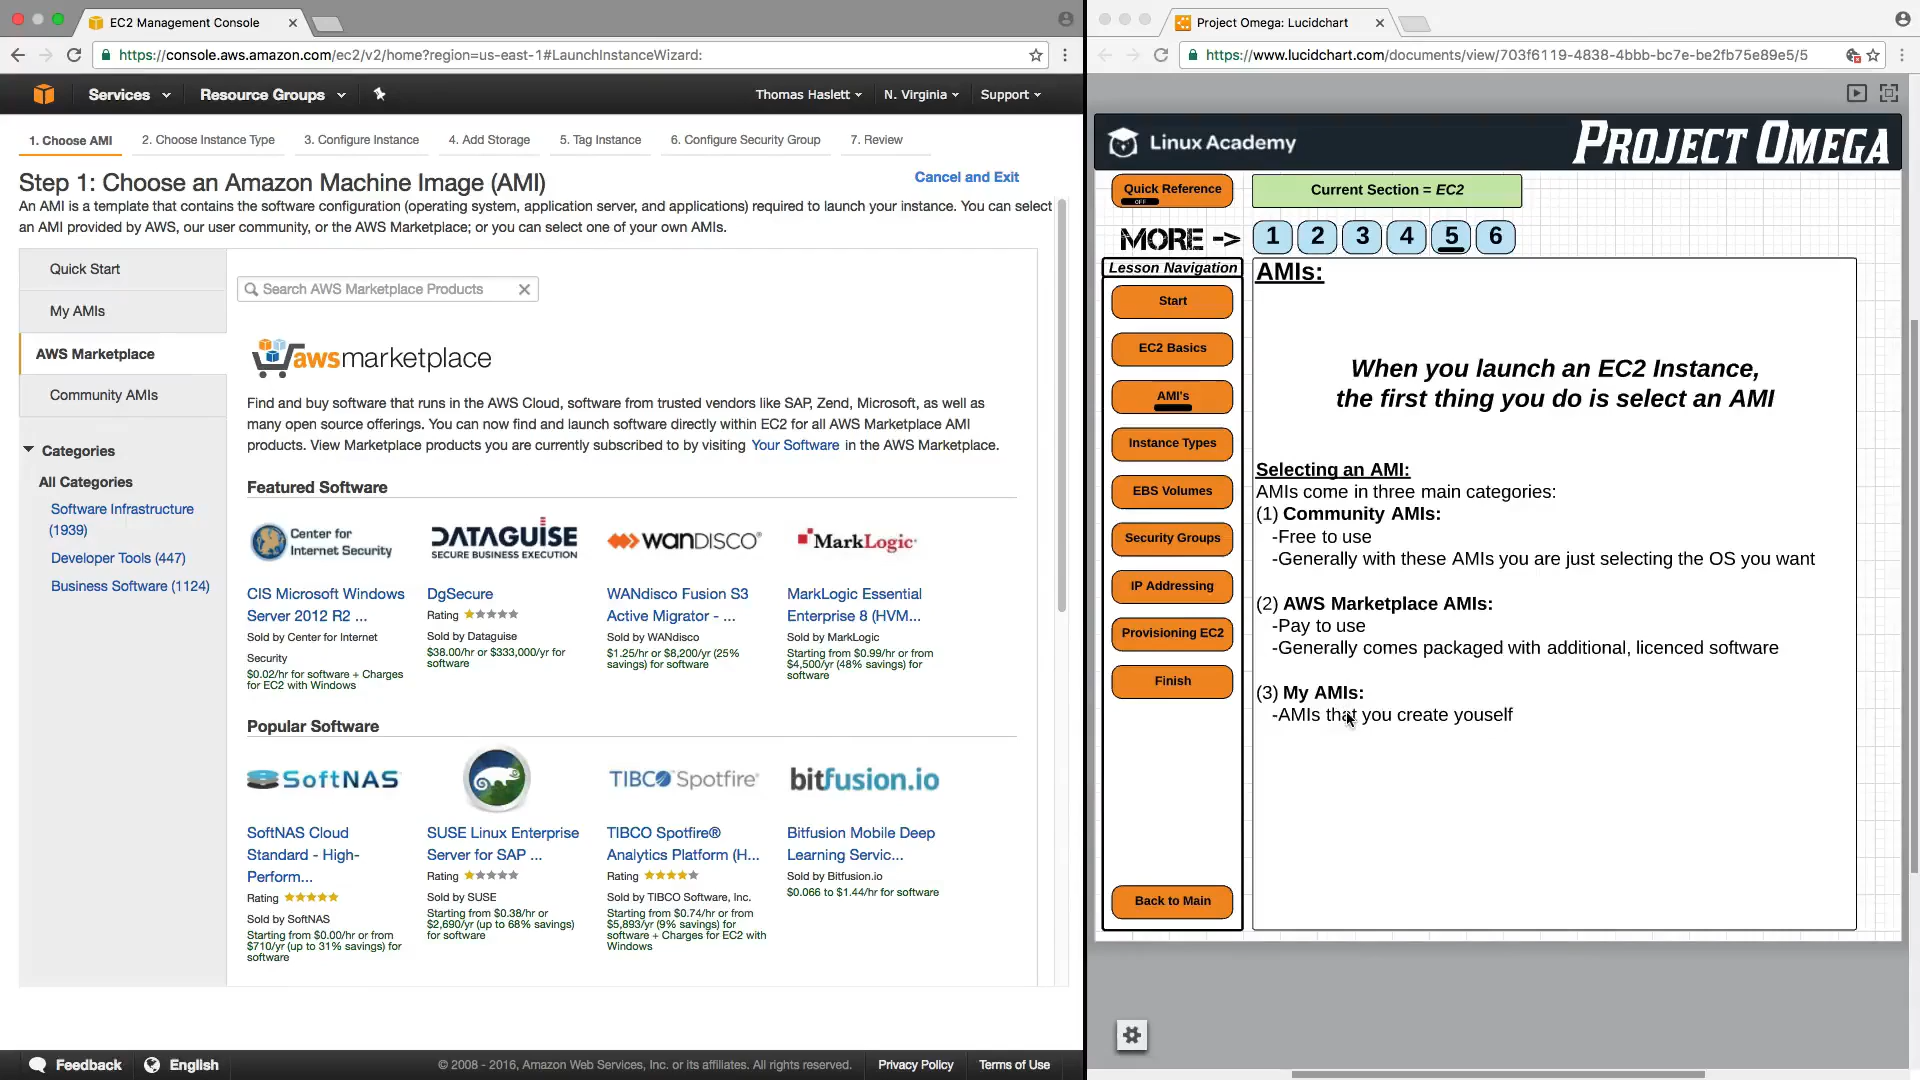 EC2 Management Console
https://console.aws.amazon.com/ec2/v2/home?region=us-east-1#LaunchInstanceWizard:
Services
Resource Groups
Thomas Haslett
N. Virginia
Support
1. Choose AMI
2. Choose Instance Type
3. Configure Instance
4. Add Storage
5. Tag Instance
6. Configure Security Group
7. Review
Step 1: Choose an Amazon Machine Image (AMI)
Cancel and Exit
An AMI is a template that contains the software configuration (operating system, application server, and applications) required to launch your instance. You can select
an AMI provided by AWS, our user community, or the AWS Marketplace; or you can select one of your own AMIs.
Quick Start
My AMIs
AWS Marketplace
Community AMIs
Categories
All Categories
Software Infrastructure
(1939)
Developer Tools (447)
Business Software (1124)
Search AWS Marketplace Products
awsmarketplace
Find and buy software that runs in the AWS Cloud, software from trusted vendors like SAP, Zend, Microsoft, as well as
many open source offerings. You can now find and launch software directly within EC2 for all AWS Marketplace AMI
products. View Marketplace products you are currently subscribed to by visiting Your Software in the AWS Marketplace.
Featured Software
Center for
Internet Security
CIS Microsoft Windows
Server 2012 R2 ...
Sold by Center for Internet
Security
$0.02/hr for software + Charges
for EC2 with Windows
DATAGUISE
SECURE BUSINESS EXECUTION
DgSecure
Rating
Sold by Dataguise
$38.00/hr or $333,000/yr for
software
WANDISCO
WANdisco Fusion S3
Active Migrator - ...
Sold by WANdisco
$1.25/hr or $8,200/yr (25%
savings) for software
MarkLogic
MarkLogic Essential
Enterprise 8 (HVM...
Sold by MarkLogic
Starting from $0.99/hr or from
$4,500/yr (48% savings) for
software
Popular Software
SoftNAS
SoftNAS Cloud
Standard - High-
Perform...
Rating
Sold by SoftNAS
Starting from $0.00/hr or from
$710/yr (up to 31% savings) for
software
SUSE Linux Enterprise
Server for SAP ...
Rating
Sold by SUSE
Starting from $0.38/hr or
$2,690/yr (up to 68% savings)
for software
TIBCO Spotfire
TIBCO Spotfire®
Analytics Platform (H...
Rating
Sold by TIBCO Software, Inc.
Starting from $0.74/hr or from
$5,893/yr (9% savings) for
software + Charges for EC2 with
Windows
bitfusion.io
Bitfusion Mobile Deep
Learning Servic...
Sold by Bitfusion.io
$0.066 to $1.44/hr for software
Feedback
English
© 2008 - 2016, Amazon Web Services, Inc. or its affiliates. All rights reserved.
Privacy Policy
Terms of Use
Project Omega: Lucidchart
https://www.lucidchart.com/documents/view/703f6119-4838-4bbb-bc7e-be2fb75e89e5/5
Linux Academy
PROJECT OMEGA
Quick Reference
OFF
Current Section = EC2
MORE ->
1
2
3
4
5
6
Lesson Navigation
Start
EC2 Basics
AMI's
Instance Types
EBS Volumes
Security Groups
IP Addressing
Provisioning EC2
Finish
Back to Main
AMIs:
When you launch an EC2 Instance,
the first thing you do is select an AMI
Selecting an AMI:
AMIs come in three main categories:
(1) Community AMIs:
-Free to use
-Generally with these AMIs you are just selecting the OS you want
(2) AWS Marketplace AMIs:
-Pay to use
-Generally comes packaged with additional, licenced software
(3) My AMIs:
-AMIs that you create youself